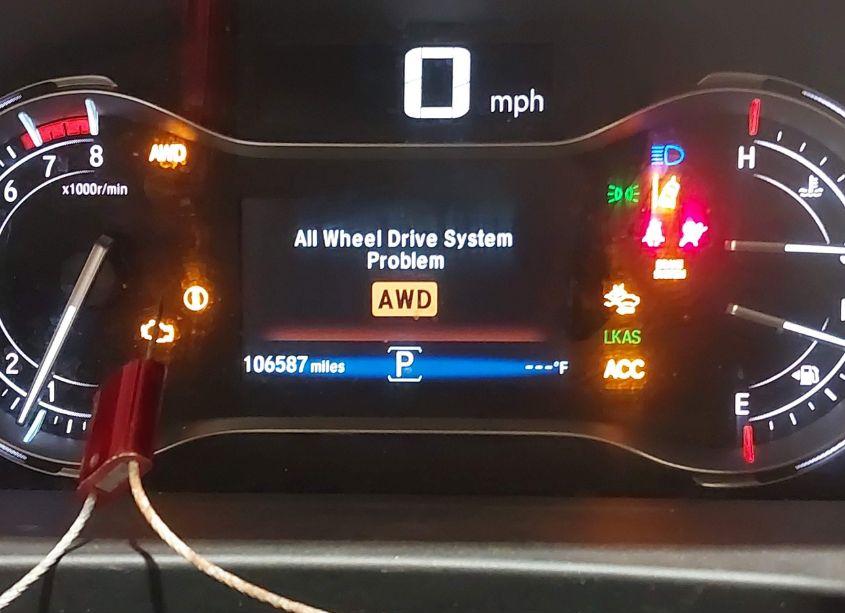 0 mph
8
7
6
x1000r/min
AWD
H
All Wheel Drive System
Problem
AWD
LKAS
2
1
106587 miles
P
---°F
ACC
E